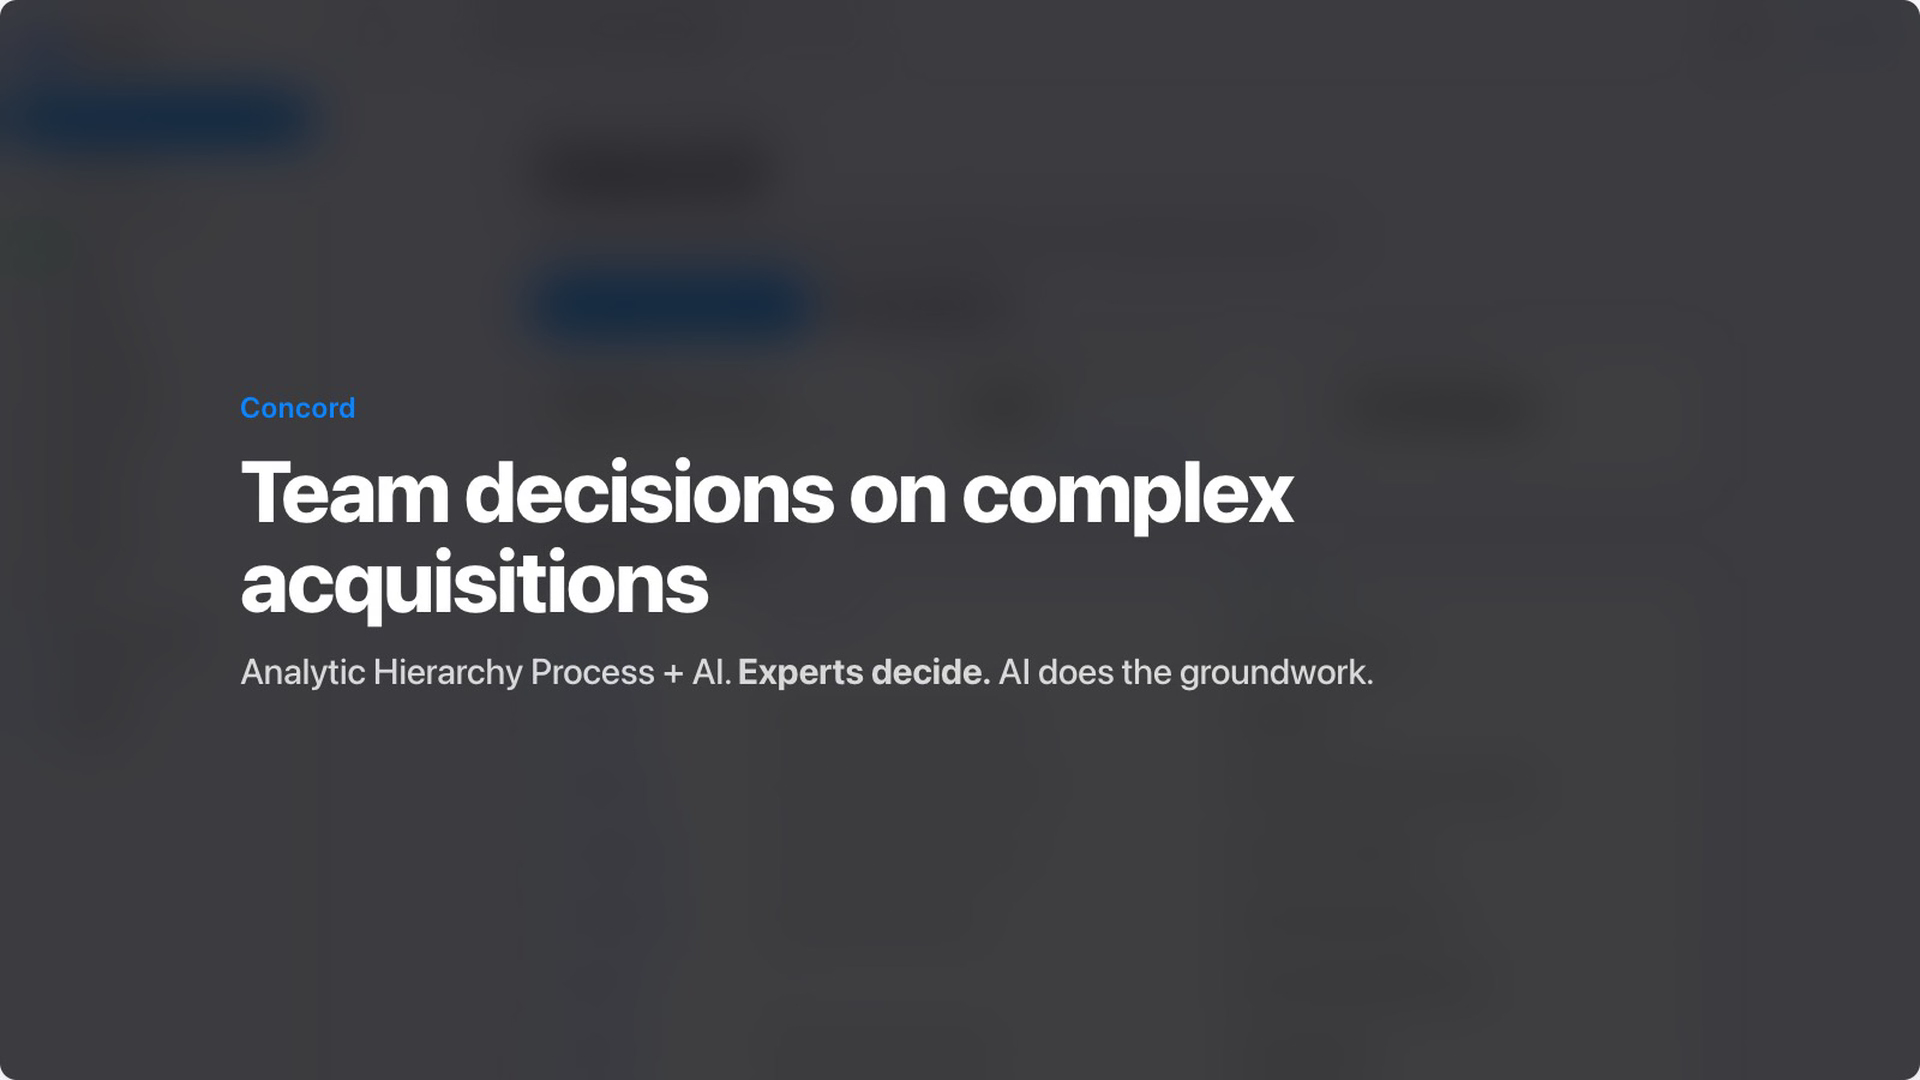 Concord
Team decisions on complex
acquisitions
Analytic Hierarchy Process + AI. Experts decide. AI does the groundwork.